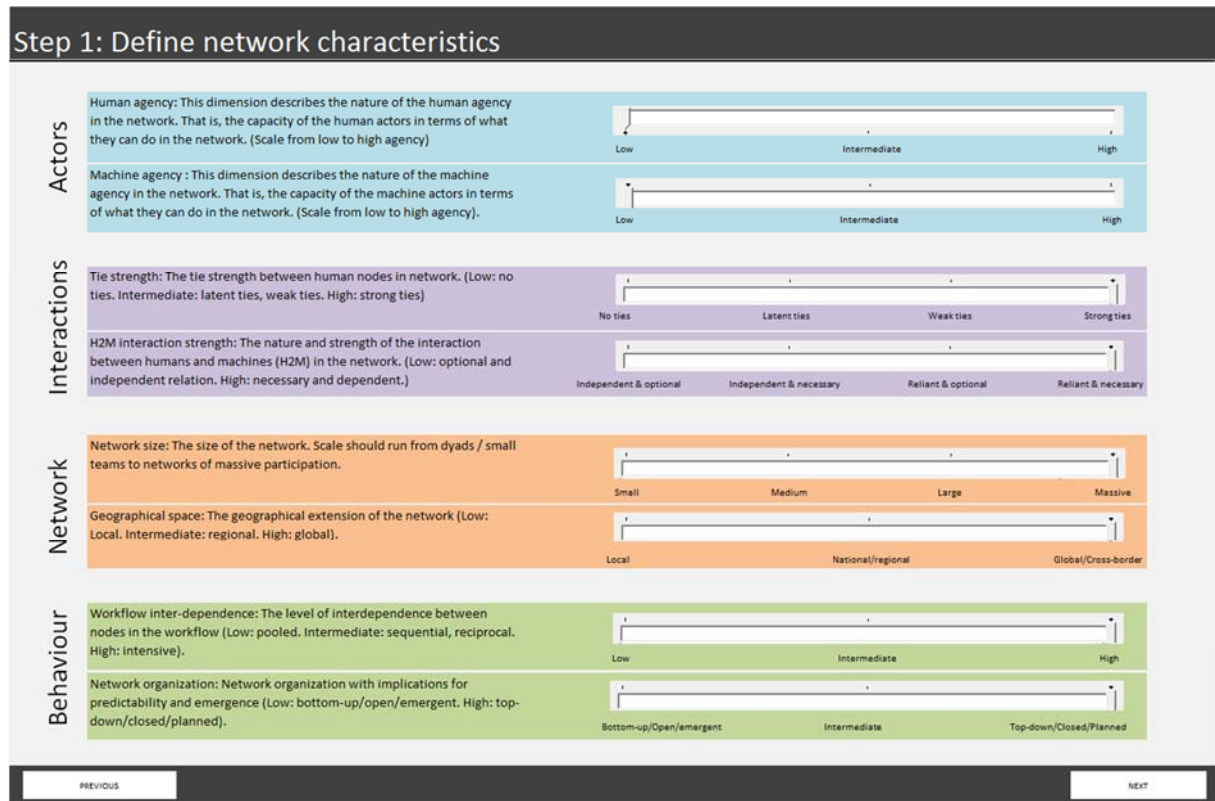 Step 1: Define network characteristics
Actors
Human agency: This dimension describes the nature of the human agency
in the network. That is, the capacity of the human actors in terms of what
they can do in the network. (Scale from low to high agency)
Low Intermediate High
Machine agency : This dimension describes the nature of the machine
agency in the network. That is, the capacity of the machine actors in terms
of what they can do in the network. (Scale from low to high agency).
Low Intermediate High
Interactions
Tie strength: The tie strength between human nodes in network. (Low: no
ties. Intermediate: latent ties, weak ties. High: strong ties)
No ties Latent ties Weak ties Strong ties
H2M interaction strength: The nature and strength of the interaction
between humans and machines (H2M) in the network. (Low: optional and
independent relation. High: necessary and dependent.)
Independent & optional Independent & necessary Reliant & optional Reliant & necessary
Network
Network size: The size of the network. Scale should run from dyads / small
teams to networks of massive participation.
Small Medium Large Massive
Geographical space: The geographical extension of the network (Low:
Local. Intermediate: regional. High: global).
Local National/regional Global/Cross-border
Behaviour
Workflow inter-dependence: The level of interdependence between
nodes in the workflow (Low: pooled. Intermediate: sequential, reciprocal.
High: intensive).
Low Intermediate High
Network organization: Network organization with implications for
predictability and emergence (Low: bottom-up/open/emergent. High: top-
down/closed/planned).
Bottom-up/Open/emergent Intermediate Top-down/Closed/Planned
PREVIOUS NEXT